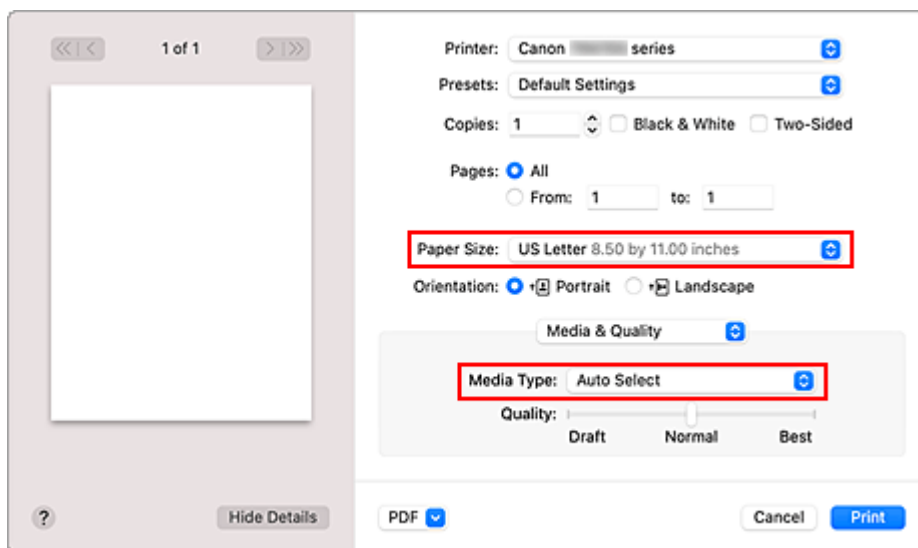 1 of 1
Printer: Canon series
Presets: Default Settings
Copies: 1 Black & White Two-Sided
Pages: All
From: 1 to: 1
Paper Size: US Letter 8.50 by 11.00 inches
Orientation: Portrait Landscape
Media & Quality
Media Type: Auto Select
Quality:
Draft Normal Best
? Hide Details PDF Cancel Print